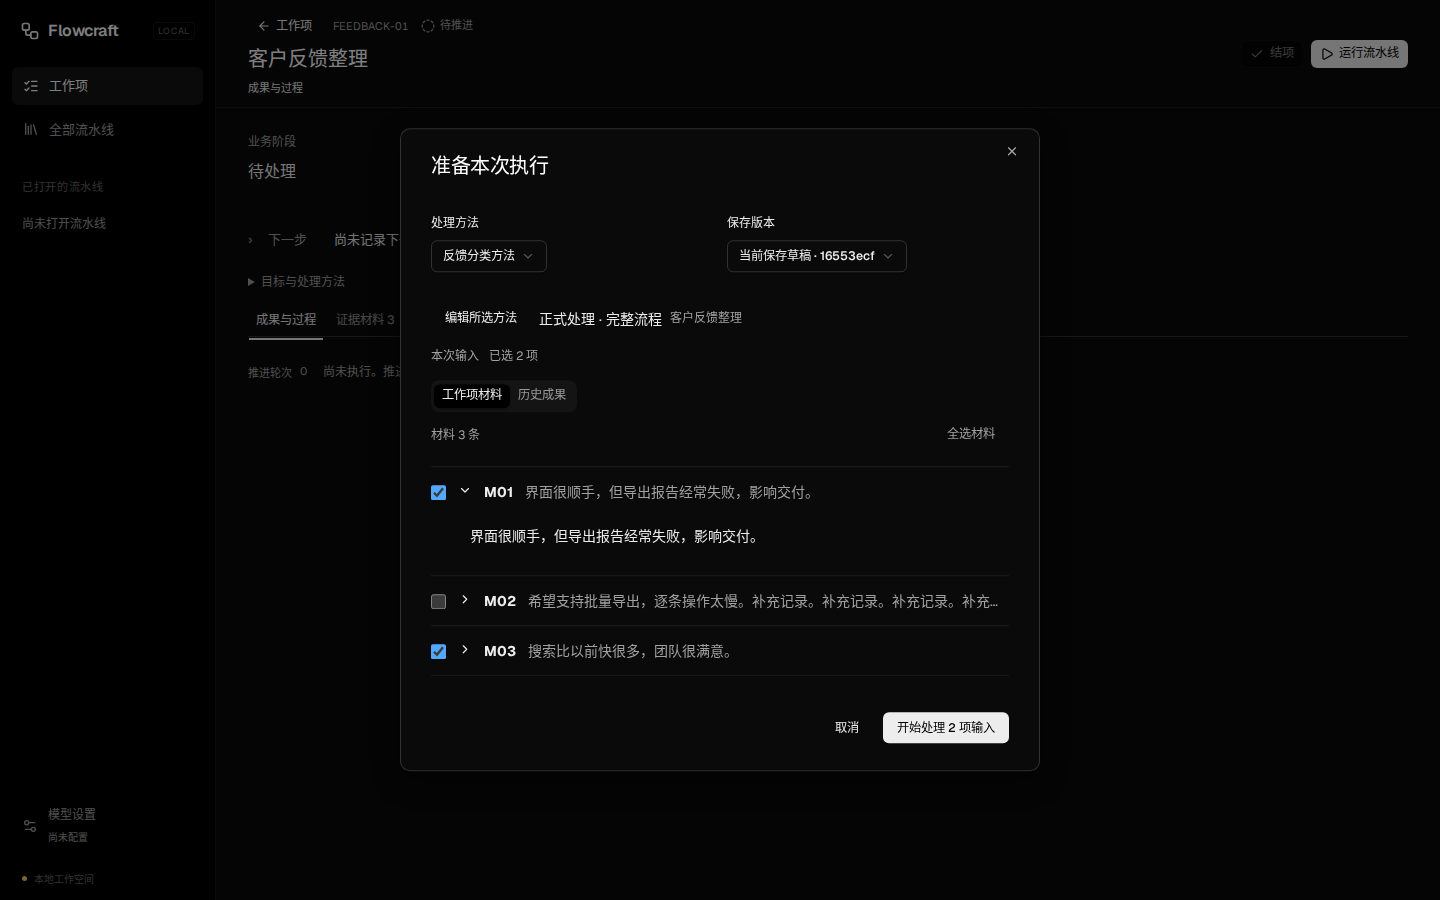 Flowcraft
LOCAL
工作项
全部流水线
已打开的流水线
尚未打开流水线
模型设置
尚未配置
本地工作空间
工作项 FEEDBACK-01 待推进
客户反馈整理
成果与过程
结项
运行流水线
业务阶段
待处理
下一步 尚未记录下
目标与处理方法
成果与过程 证据材料 3
推进轮次 0 尚未执行。推
准备本次执行
处理方法
反馈分类方法
保存版本
当前保存草稿 · 16553ecf
编辑所选方法 正式处理 · 完整流程 客户反馈整理
本次输入 已选 2 项
工作项材料 历史成果
材料 3 条 全选材料
M01 界面很顺手，但导出报告经常失败，影响交付。
界面很顺手，但导出报告经常失败，影响交付。
M02 希望支持批量导出，逐条操作太慢。补充记录。补充记录。补充记录。补充...
M03 搜索比以前快很多，团队很满意。
取消 开始处理 2 项输入